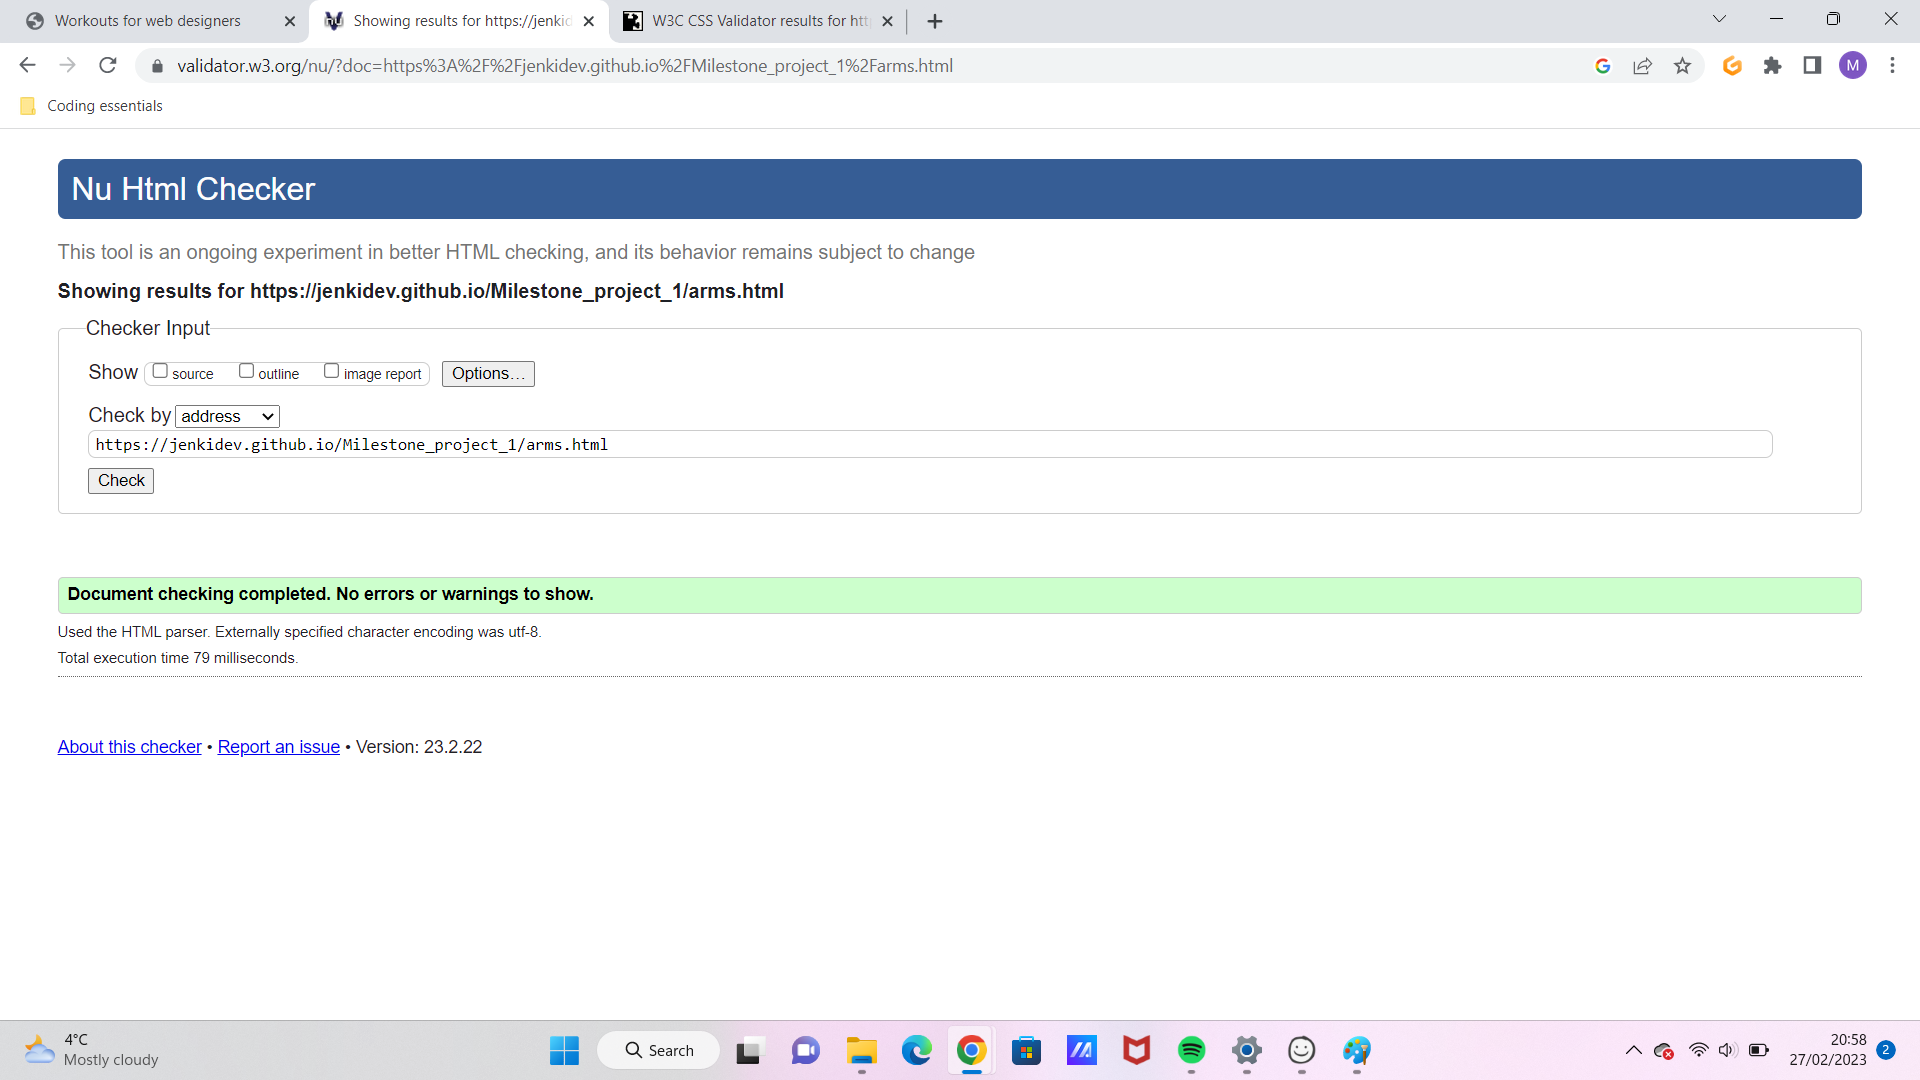 Workouts for web designers
Showing results for https://jenkid
W3C CSS Validator results for htt
validator.w3.org/nu/?doc=https%3A%2F%2Fjenkidev.github.io%2FMilestone_project_1%2Farms.html
M
Coding essentials
Nu Html Checker
This tool is an ongoing experiment in better HTML checking, and its behavior remains subject to change
Showing results for https://jenkidev.github.io/Milestone_project_1/arms.html
Checker Input
Show source outline image report Options...
Check by address
https://jenkidev.github.io/Milestone_project_1/arms.html
Check
Document checking completed. No errors or warnings to show.
Used the HTML parser. Externally specified character encoding was utf-8.
Total execution time 79 milliseconds.
About this checker • Report an issue • Version: 23.2.22
4°C
Mostly cloudy
Search
20:58
27/02/2023
2